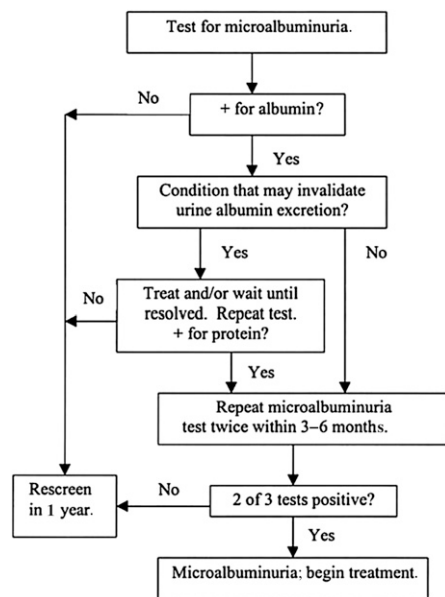 Test for microalbuminuria.
No
+ for albumin?
Yes
Condition that may invalidate
urine albumin excretion?
Yes
No
No
Treat and/or wait until
resolved. Repeat test.
+ for protein?
Yes
Repeat microalbuminuria
test twice within 3–6 months.
Rescreen
in 1 year.
No
2 of 3 tests positive?
Yes
Microalbuminuria; begin treatment.